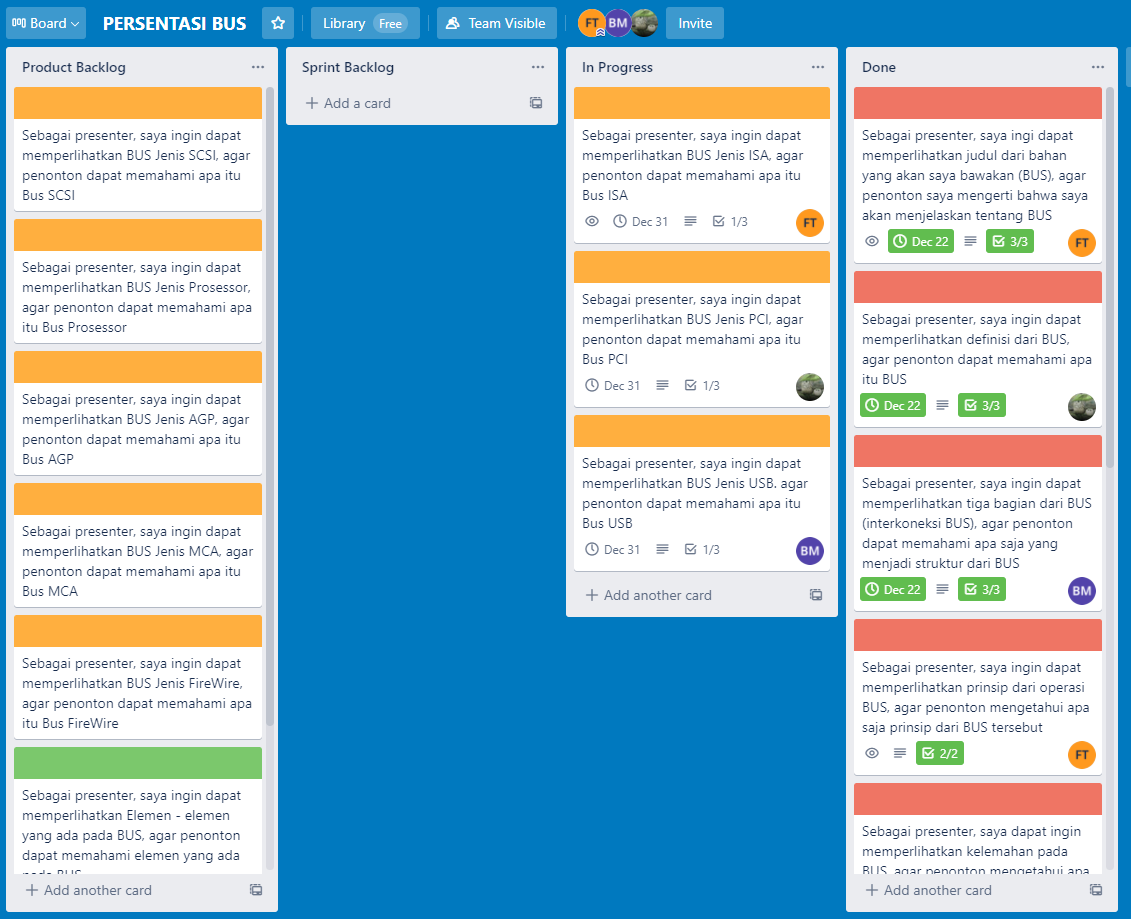 Board
PERSENTASI BUS
Library Free
Team Visible
FT
BM
Invite
Product Backlog
Sebagai presenter, saya ingin dapat
memperlihatkan BUS Jenis SCSI, agar
penonton dapat memahami apa itu
Bus SCSI
Sebagai presenter, saya ingin dapat
memperlihatkan BUS Jenis Prosessor,
agar penonton dapat memahami apa
itu Bus Prosessor
Sebagai presenter, saya ingin dapat
memperlihatkan BUS Jenis AGP, agar
penonton dapat memahami apa itu
Bus AGP
Sebagai presenter, saya ingin dapat
memperlihatkan BUS Jenis MCA, agar
penonton dapat memahami apa itu
Bus MCA
Sebagai presenter, saya ingin dapat
memperlihatkan BUS Jenis FireWire,
agar penonton dapat memahami apa
itu Bus FireWire
Sebagai presenter, saya ingin dapat
memperlihatkan Elemen - elemen
yang ada pada BUS, agar penonton
dapat memahami elemen yang ada
pada BUS
+ Add another card
Sprint Backlog
+ Add a card
In Progress
Sebagai presenter, saya ingin dapat
memperlihatkan BUS Jenis ISA, agar
penonton dapat memahami apa itu
Bus ISA
Dec 31 1/3 FT
Sebagai presenter, saya ingin dapat
memperlihatkan BUS Jenis PCI, agar
penonton dapat memahami apa itu
Bus PCI
Dec 31 1/3
Sebagai presenter, saya ingin dapat
memperlihatkan BUS Jenis USB. agar
penonton dapat memahami apa itu
Bus USB
Dec 31 1/3 BM
+ Add another card
Done
Sebagai presenter, saya ingi dapat
memperlihatkan judul dari bahan
yang akan saya bawakan (BUS), agar
penonton saya mengerti bahwa saya
akan menjelaskan tentang BUS
Dec 22 3/3 FT
Sebagai presenter, saya ingin dapat
memperlihatkan definisi dari BUS,
agar penonton dapat memahami apa
itu BUS
Dec 22 3/3
Sebagai presenter, saya ingin dapat
memperlihatkan tiga bagian dari BUS
(interkoneksi BUS), agar penonton
dapat memahami apa saja yang
menjadi struktur dari BUS
Dec 22 3/3 BM
Sebagai presenter, saya ingin dapat
memperlihatkan prinsip dari operasi
BUS, agar penonton mengetahui apa
saja prinsip dari BUS tersebut
2/2 FT
Sebagai presenter, saya dapat ingin
memperlihatkan kelemahan pada
BUS, agar penonton mengetahui apa
+ Add another card